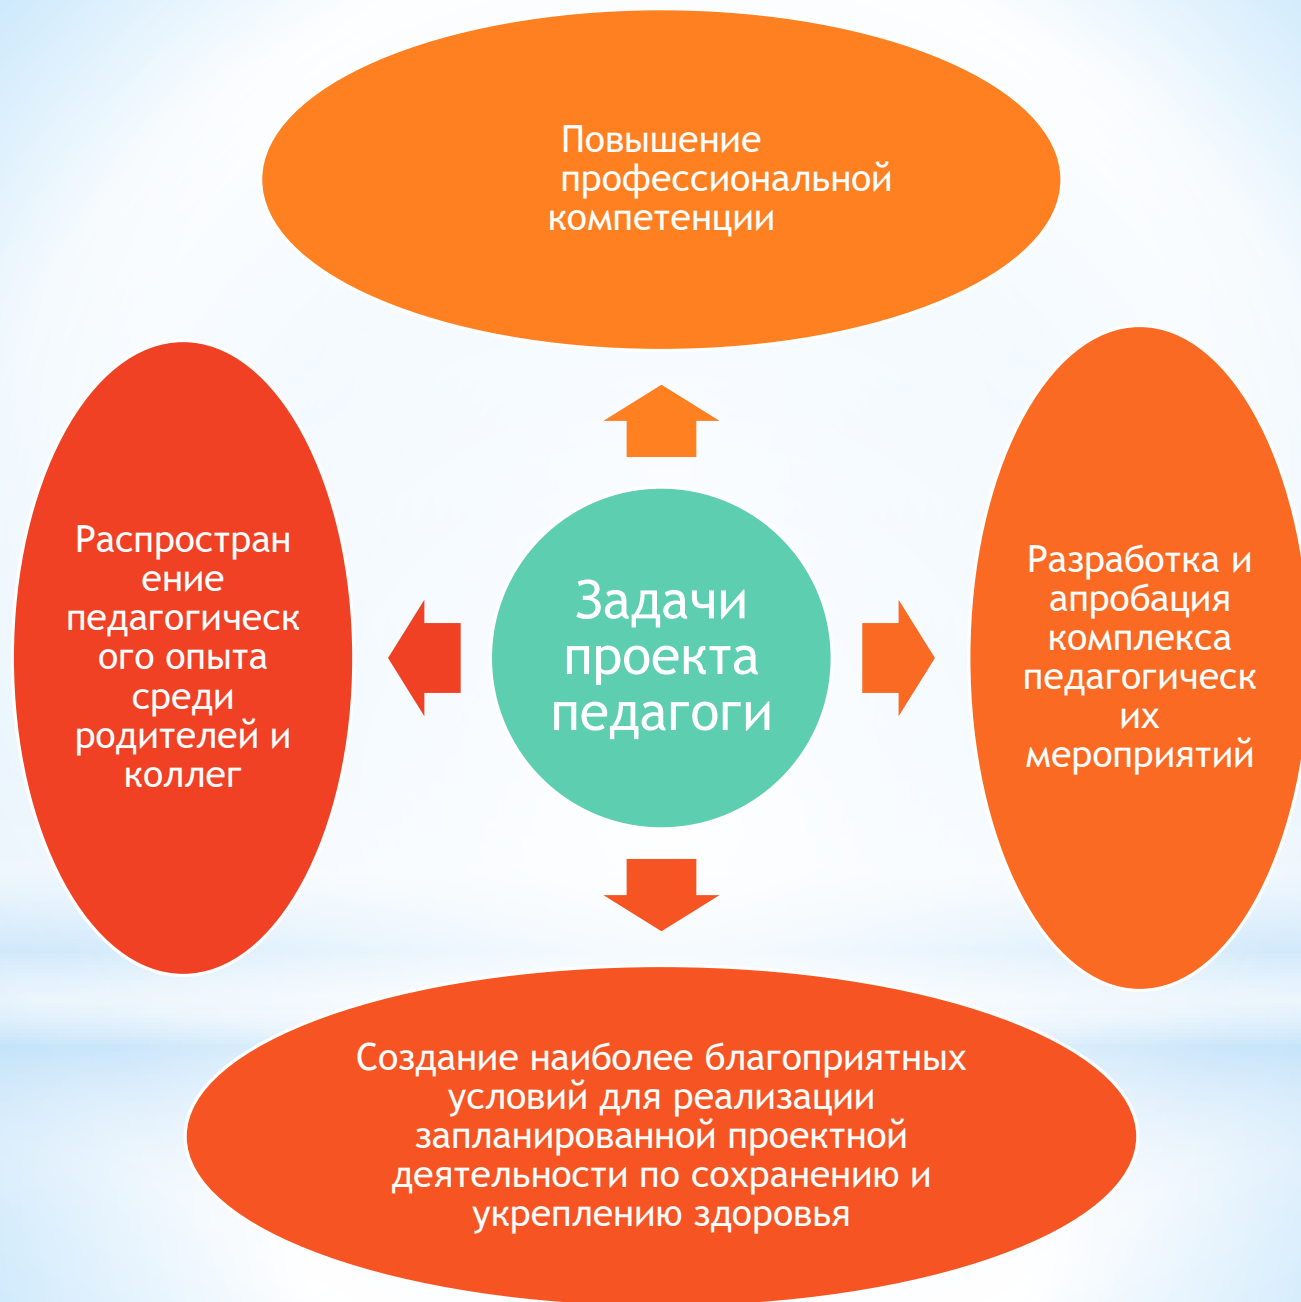 Повышение
профессиональной
компетенции
Распростран
ение
педагогическ
ого опыта
среди
родителей и
коллег
Задачи
проекта
педагоги
Разработка и
апробация
комплекса
педагогическ
их
мероприятий
Создание наиболее благоприятных
условий для реализации
запланированной проектной
деятельности по сохранению и
укреплению здоровья